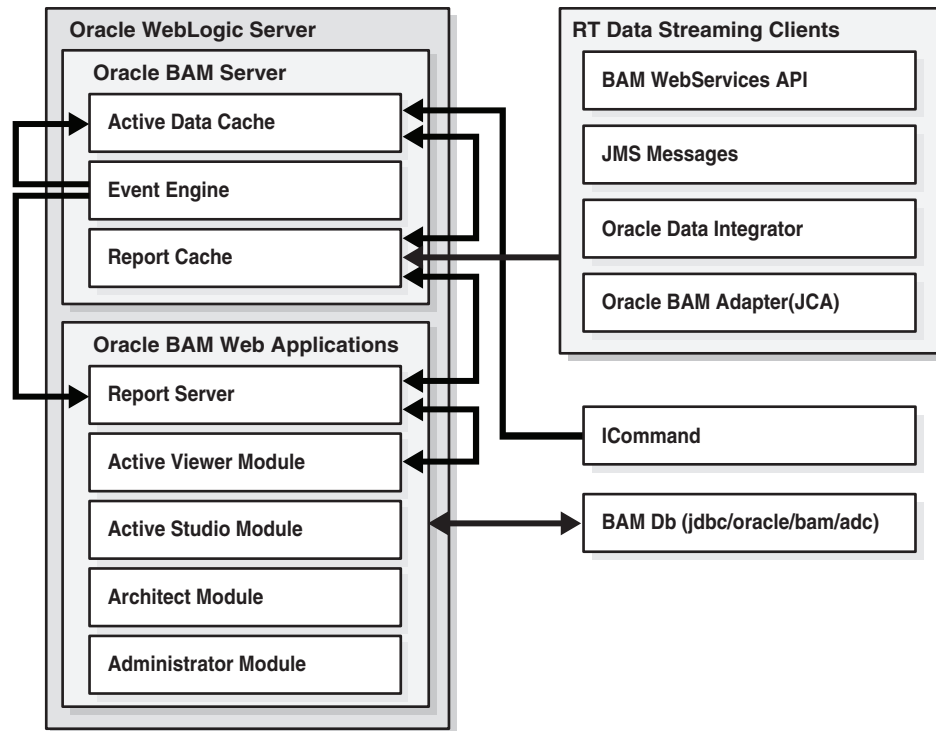 Oracle WebLogic Server
Oracle BAM Server
Active Data Cache
Event Engine
Report Cache
Oracle BAM Web Applications
Report Server
Active Viewer Module
Active Studio Module
Architect Module
Administrator Module
RT Data Streaming Clients
BAM WebServices API
JMS Messages
Oracle Data Integrator
Oracle BAM Adapter(JCA)
ICommand
BAM Db (jdbc/oracle/bam/adc)